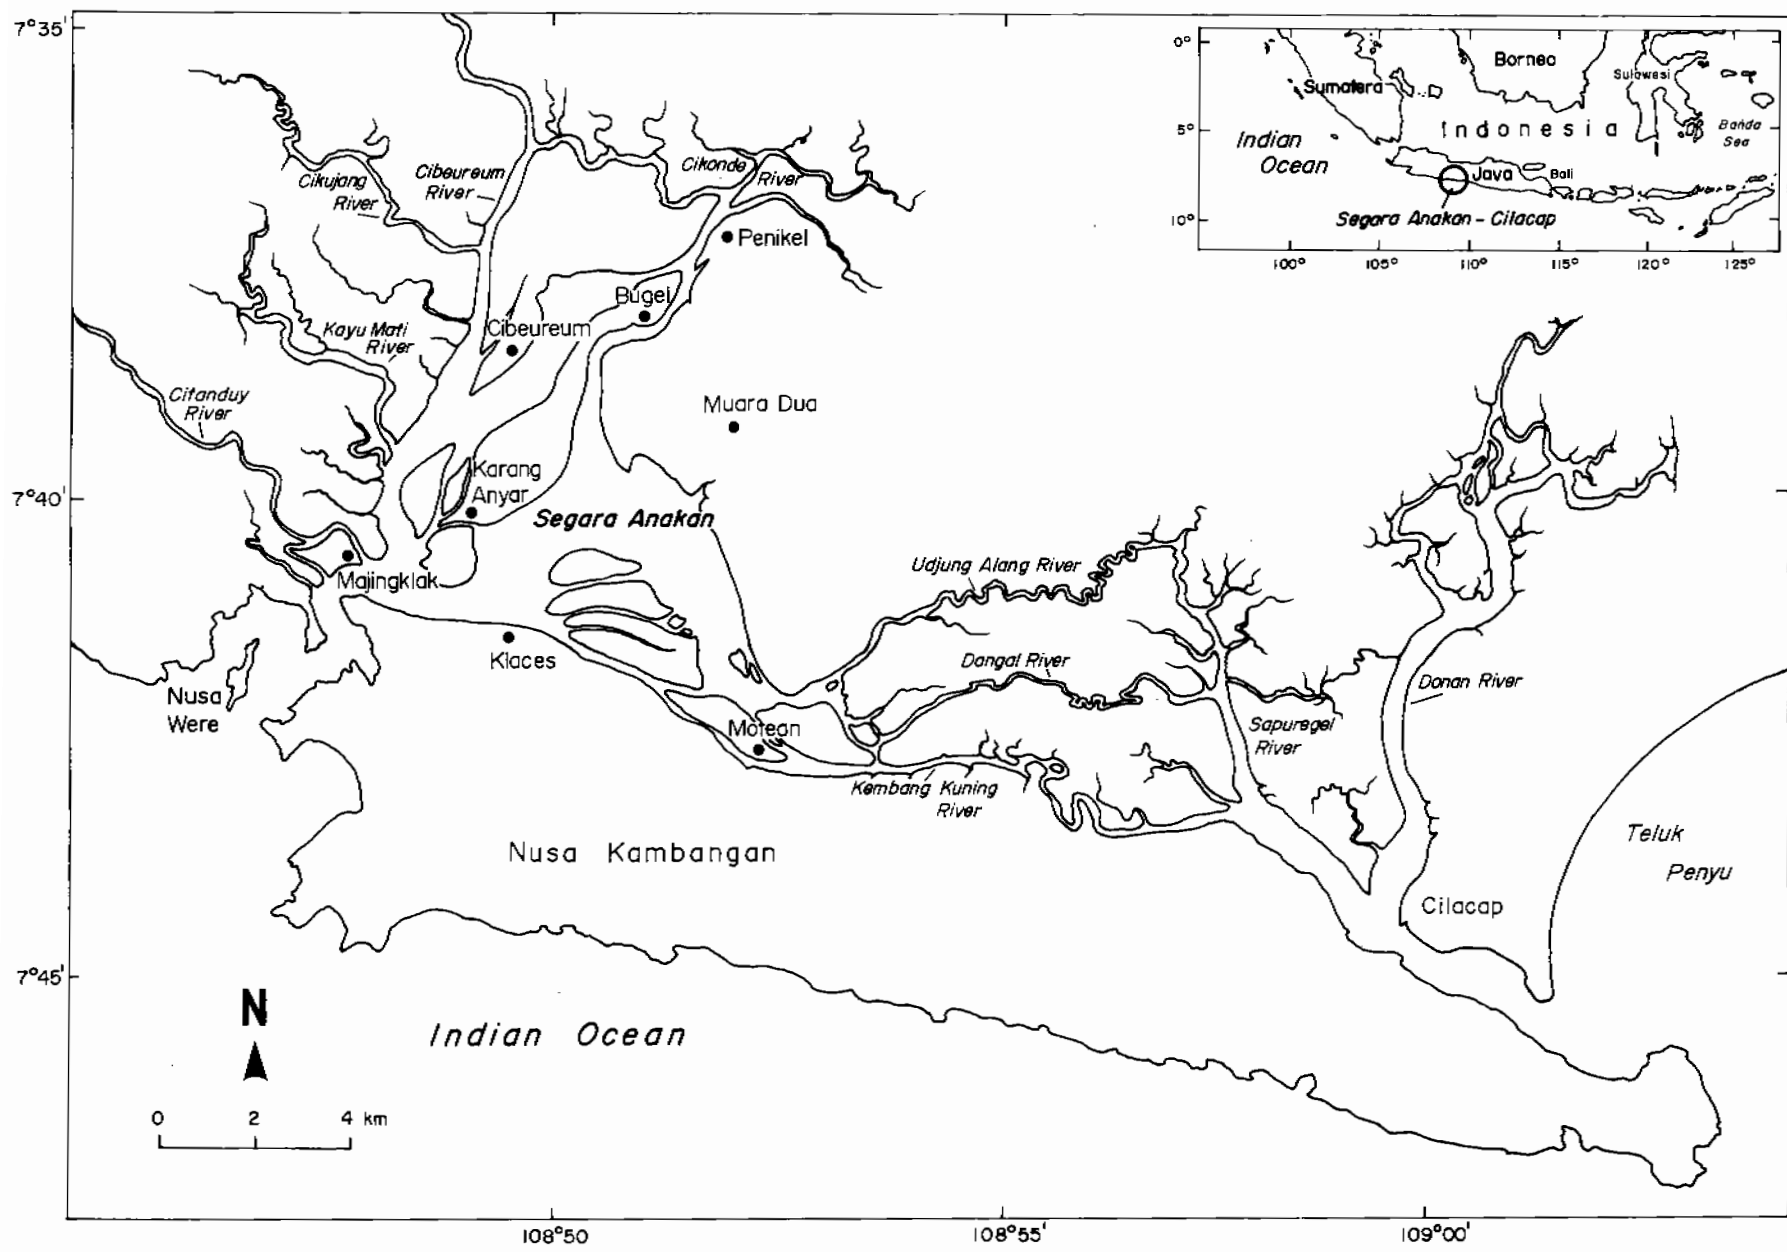 7°35'
0°
5°
10°
Sumatera
Borneo
Sulawesi
Indonesia
Banda
Sea
Indian
Ocean
Java
Bali
Segara Anakan - Cilacap
100°
105°
110°
115°
120°
125°
Cikujang
River
Cibeureum
River
Cikonde
River
Penikel
Bugel
Cibeureum
Kayu Mati
River
Citanduy
River
Muara Dua
7°40'
Karang
Anyar
Segara Anakan
Majingklak
Udjung Alang River
Klaces
Dangal River
Nusa
Were
Motean
Donan River
Sapuregel
River
Kembang Kuning
River
Nusa Kambangan
Teluk
Penyu
Cilacap
7°45'
N
Indian Ocean
0 2 4 km
108°50'
108°55'
109°00'